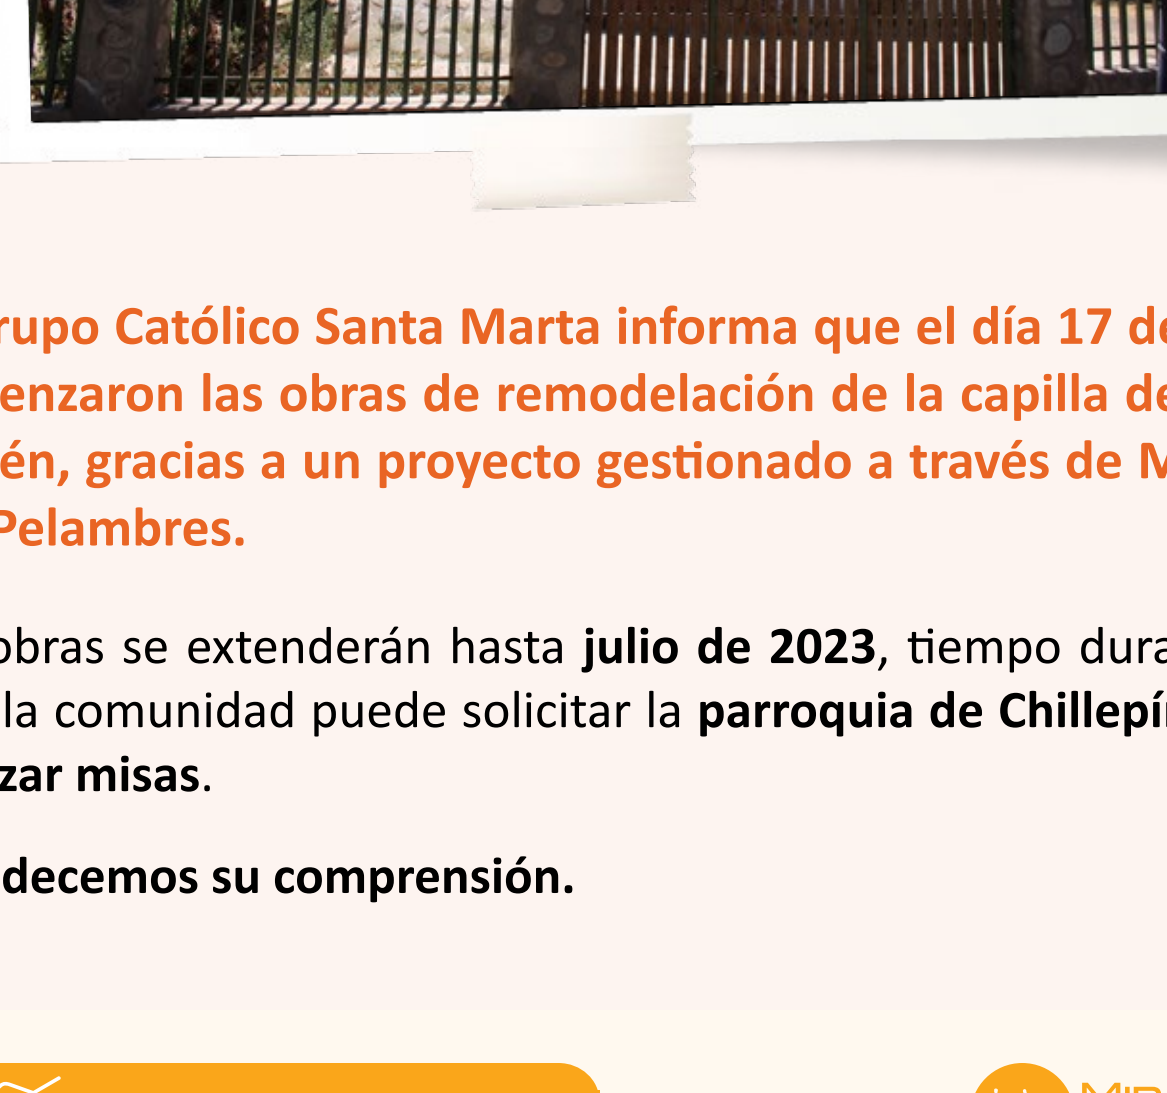 rupo Católico Santa Marta informa que el día 17 de
enzaron las obras de remodelación de la capilla de
én, gracias a un proyecto gestionado a través de M
Pelambres.
obras se extenderán hasta julio de 2023, tiempo dura
la comunidad puede solicitar la parroquia de Chillepín
zar misas.
decemos su comprensión.